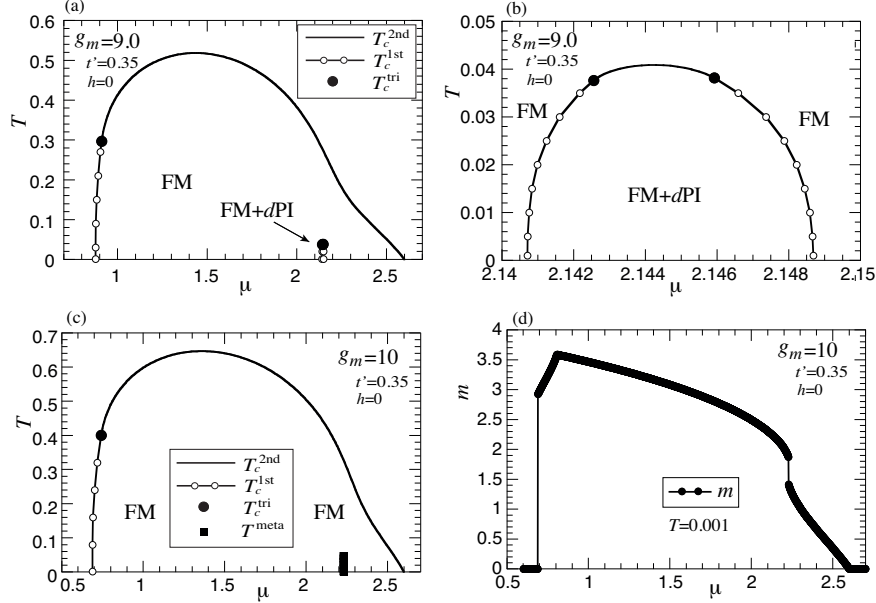 (a)
g_m=9.0
t'=0.35
h=0
T_c^2nd
T_c^1st
T_c^tri
FM
FM+dPI
T
0
0.1
0.2
0.3
0.4
0.5
0.6
1
1.5
2
2.5
μ
(b)
g_m=9.0
t'=0.35
h=0
FM
FM
FM+dPI
T
0
0.01
0.02
0.03
0.04
0.05
2.14
2.142
2.144
2.146
2.148
2.15
μ
(c)
g_m=10
t'=0.35
h=0
T_c^2nd
T_c^1st
T_c^tri
T^meta
FM
FM
T
0
0.1
0.2
0.3
0.4
0.5
0.6
0.7
0.5
1
1.5
2
2.5
μ
(d)
g_m=10
t'=0.35
h=0
m
T=0.001
m
0
0.5
1
1.5
2
2.5
3
3.5
4
0.5
1
1.5
2
2.5
μ